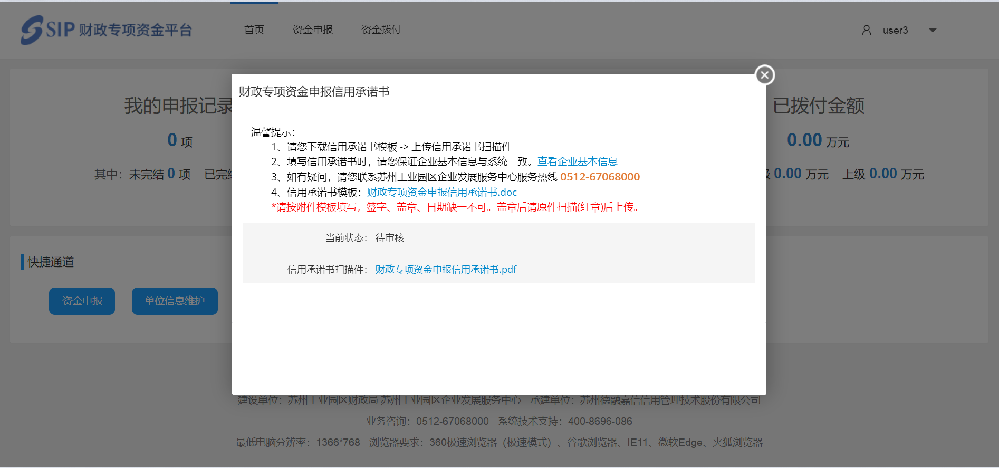 SIP 财政专项资金平台
首页 资金申报 资金拨付
user3
财政专项资金申报信用承诺书
我的申报记录
已拨付金额
0 项
0.00 万元
其中：未完结 0 项 已完结
0.00 万元 上级 0.00 万元
温馨提示：
1、请您下载信用承诺书模板 -> 上传信用承诺书扫描件
2、填写信用承诺书时，请您保证企业基本信息与系统一致。查看企业基本信息
3、如有疑问，请您联系苏州工业园区企业发展服务中心服务热线 0512-67068000
4、信用承诺书模板：财政专项资金申报信用承诺书.doc
*请按附件模板填写，签字、盖章、日期缺一不可。盖章后请原件扫描(红章)后上传。
当前状态： 待审核
信用承诺书扫描件： 财政专项资金申报信用承诺书.pdf
快捷通道
资金申报 单位信息维护
建设单位：苏州工业园区财政局 苏州工业园区企业发展服务中心 承建单位：苏州德融嘉信信用管理技术股份有限公司
业务咨询：0512-67068000 系统技术支持：400-8696-086
最低电脑分辨率：1366*768 浏览器要求：360极速浏览器（极速模式）、谷歌浏览器、IE11、微软Edge、火狐浏览器